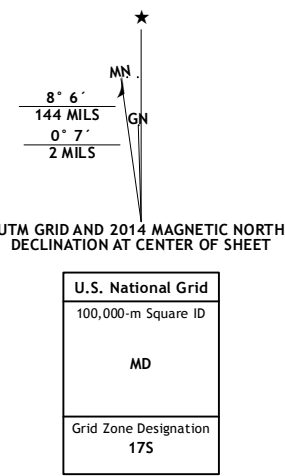 MN
8° 6´
144 MILS
GN
0° 7´
2 MILS
UTM GRID AND 2014 MAGNETIC NORTH
DECLINATION AT CENTER OF SHEET
U.S. National Grid
100,000-m Square ID
MD
Grid Zone Designation
17S